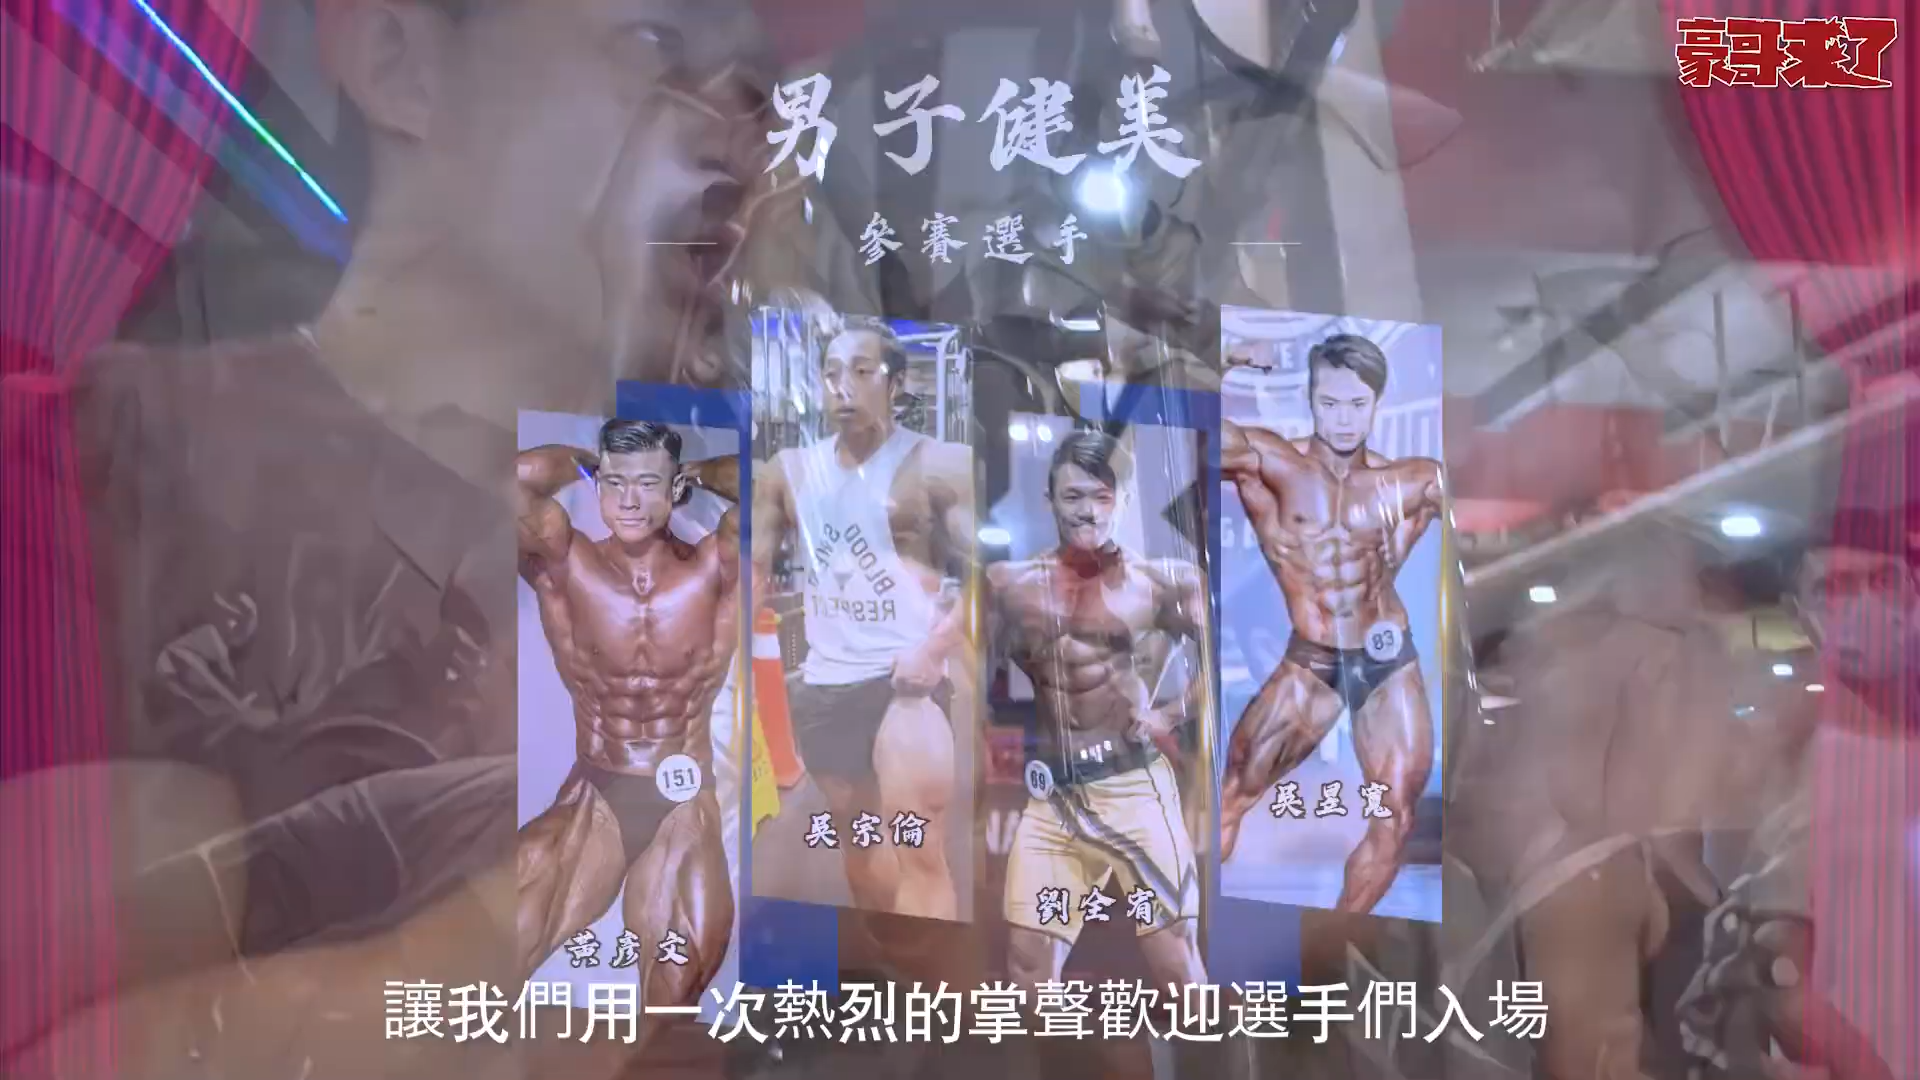 豪哥來了
男子健美
參賽選手
BLOOD
RESPECT
83
151
69
吳昱寬
吳宗倫
劉全宥
黃彥文
讓我們用一次熱烈的掌聲歡迎選手們入場